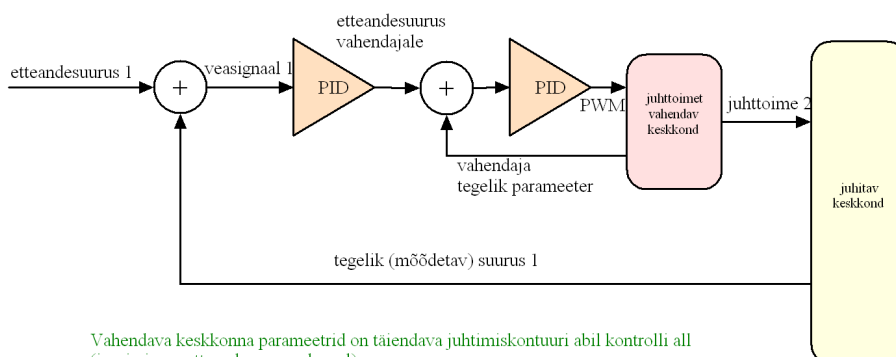 etteandesuurus
vahendajale
etteandesuurus 1
veasignaal 1
+
PID
+
PID
PWM
juhttoimet
vahendav
keskkond
juhttoime 2
vahendaja
tegelik parameeter
juhitav
keskkond
tegelik (mõõdetav) suurus 1
Vahendava keskkonna parameetrid on täiendava juhtimiskontuuri abil kontrolli all